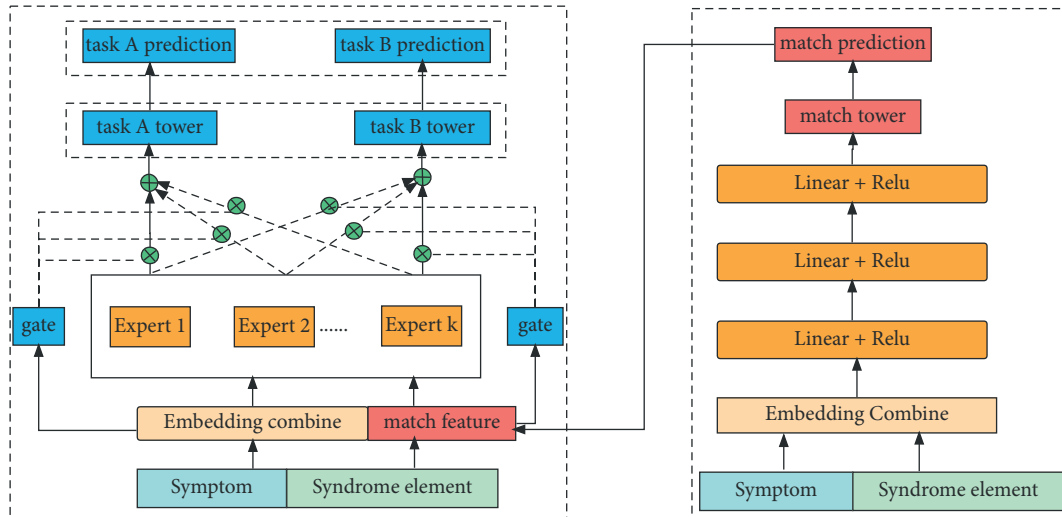 task A prediction
task B prediction
task A tower
task B tower
gate
Expert 1
Expert 2
......
Expert k
gate
Embedding combine
match feature
Symptom
Syndrome element
match prediction
match tower
Linear + Relu
Linear + Relu
Linear + Relu
Embedding Combine
Symptom
Syndrome element